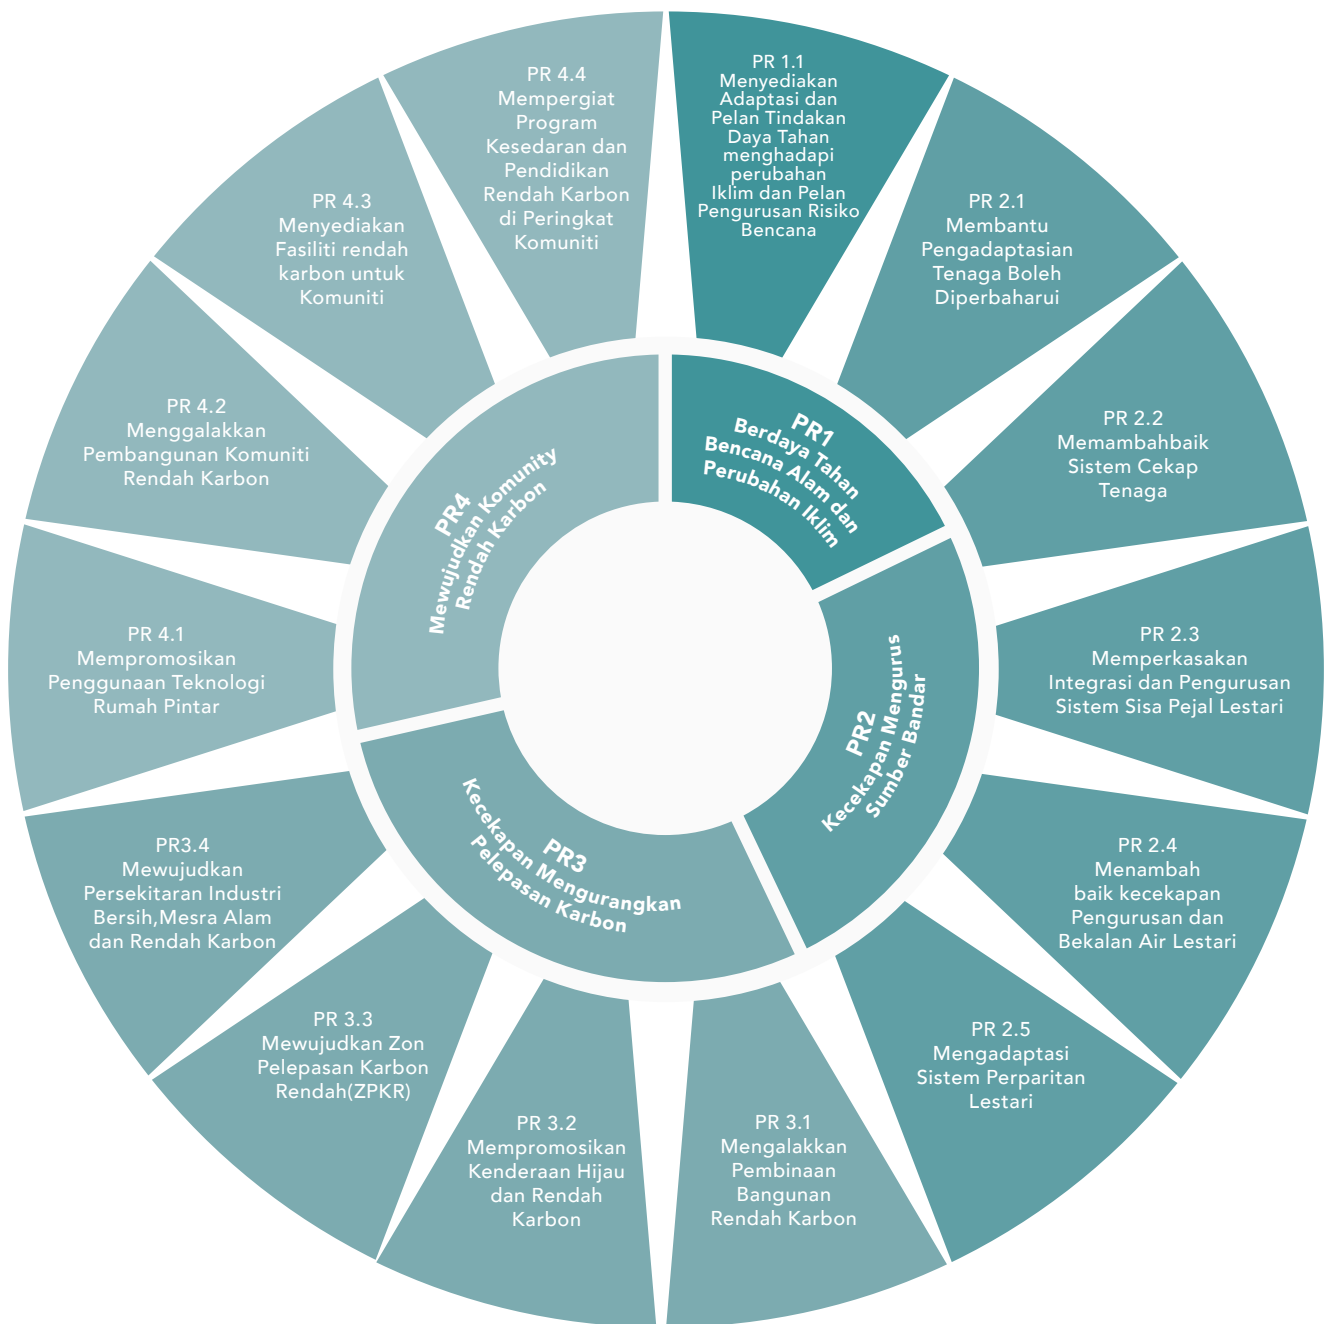 PR 1.1
Menyediakan
Adaptasi dan
Pelan Tindakan
Daya Tahan
menghadapi
perubahan
Iklim dan Pelan
Pengurusan Risiko
Bencana
PR 2.1
Membantu
Pengadaptasian
Tenaga Boleh
Diperbaharui
PR 2.2
Memambahbaik
Sistem Cekap
Tenaga
PR 2.3
Memperkasakan
Integrasi dan Pengurusan
Sistem Sisa Pejal Lestari
PR 2.4
Menambah
baik kecekapan
Pengurusan dan
Bekalan Air Lestari
PR 2.5
Mengadaptasi
Sistem Perparitan
Lestari
PR 3.1
Mengalakkan
Pembinaan
Bangunan
Rendah Karbon
PR 3.2
Mempromosikan
Kenderaan Hijau
dan Rendah
Karbon
PR 3.3
Mewujudkan Zon
Pelepasan Karbon
Rendah(ZPKR)
PR3.4
Mewujudkan
Persekitaran Industri
Bersih,Mesra Alam
dan Rendah Karbon
PR 4.1
Mempromosikan
Penggunaan Teknologi
Rumah Pintar
PR 4.2
Menggalakkan
Pembangunan Komuniti
Rendah Karbon
PR 4.3
Menyediakan
Fasiliti rendah
karbon untuk
Komuniti
PR 4.4
Mempergiat
Program
Kesedaran dan
Pendidikan
Rendah Karbon
di Peringkat
Komuniti
PR1
Berdaya Tahan
Bencana Alam dan
Perubahan Iklim
PR2
Kecekapan Mengurus
Sumber Bandar
PR3
Kecekapan Mengurangkan
Pelepasan Karbon
PR4
Mewujudkan Komunity
Rendah Karbon